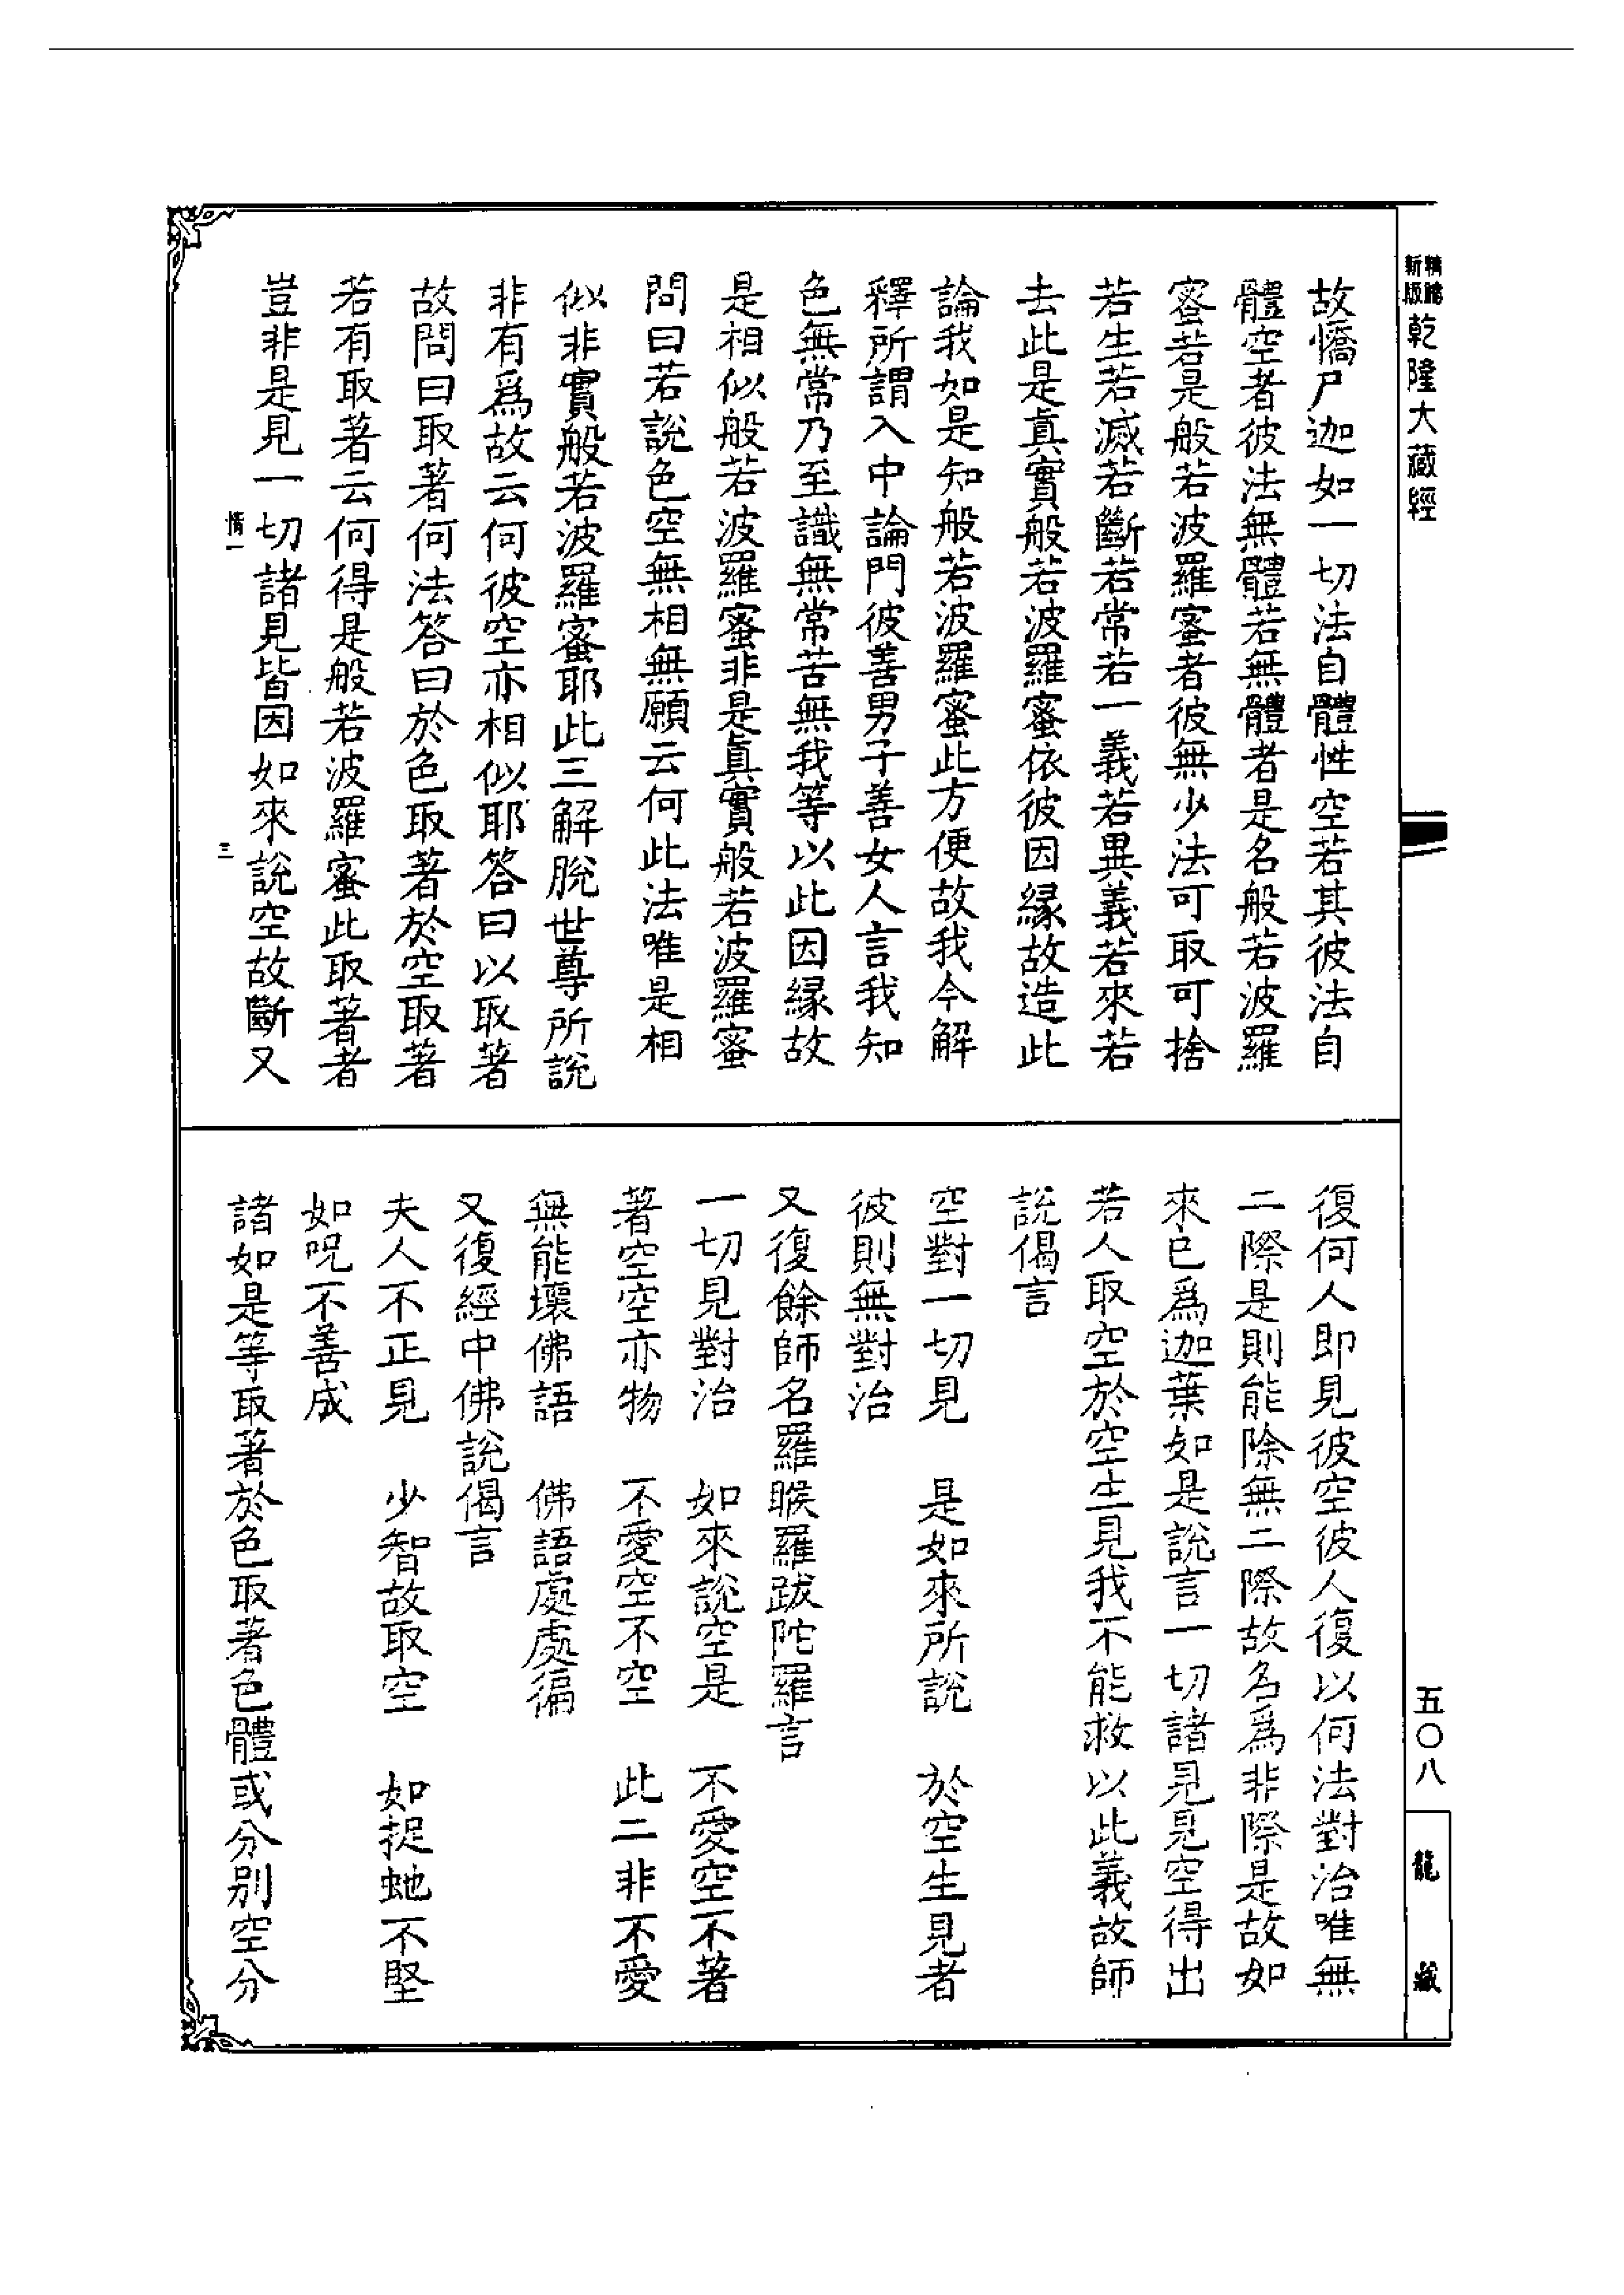 精縮
新版
乾隆大藏經
故憍尸迦如一切法自體性空若其彼法自
體空者彼法無體若無體者是名般若波羅
蜜若是般若波羅蜜者彼無少法可取可捨
若生若滅若斷若常若一義若異義若來若
去此是真實般若波羅蜜依彼因緣故造此
論我如是知般若波羅蜜此方便故我今解
釋所謂入中論門彼善男子善女人言我知
色無常乃至識無常苦無我等以此因緣故
是相似般若波羅蜜非是真實般若波羅蜜
問曰若說色空無相無願云何此法唯是相
似非實般若波羅蜜耶此三解脫世尊所說
非有為故云何彼空亦相似耶答曰以取著
故問曰取著何法答曰於色取著於空取著
若有取著云何得是般若波羅蜜此取著者
豈非是見一切諸見皆因如來說空故斷又
情一
三
復何人即見彼空彼人復以何法對治唯無
二際是則能除無二際故名為非際是故如
來已為迦葉如是說言一切諸見見空得出
若人取空於空生見我不能救以此義故師
說偈言
空對一切見　是如來所說　於空生見者
彼則無對治
又復餘師名羅睺羅跋陀羅言
一切見對治　如來說空是　不愛空不著
著空空亦物　不愛空不空　此二非不愛
無能壞佛語　佛語處處徧
又復經中佛說偈言
夫人不正見　少智故取空　如捉虵不堅
如呪不善成
諸如是等取著於色取著色體或分別空分
五〇八
龍藏